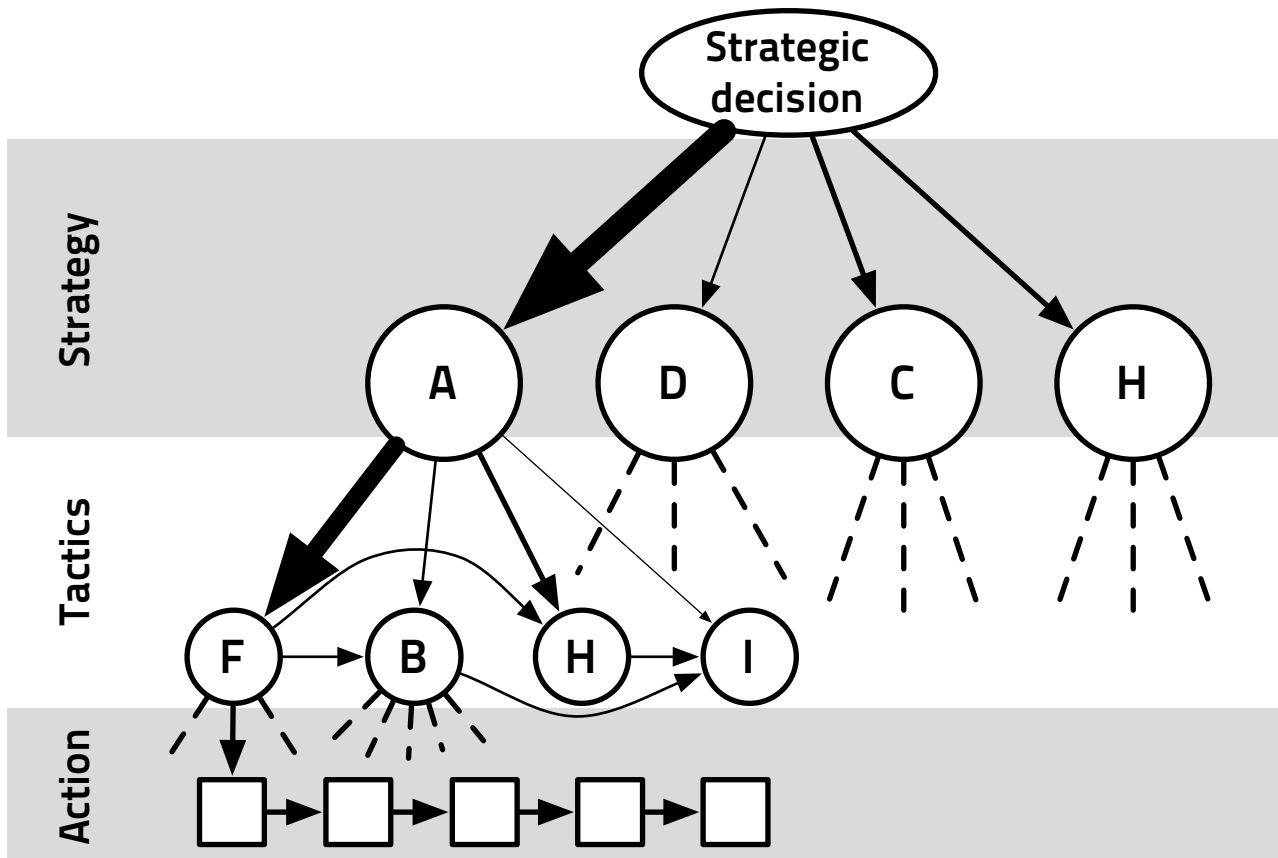 Strategic
decision
Strategy
A
D
C
H
Tactics
F
B
H
I
Action